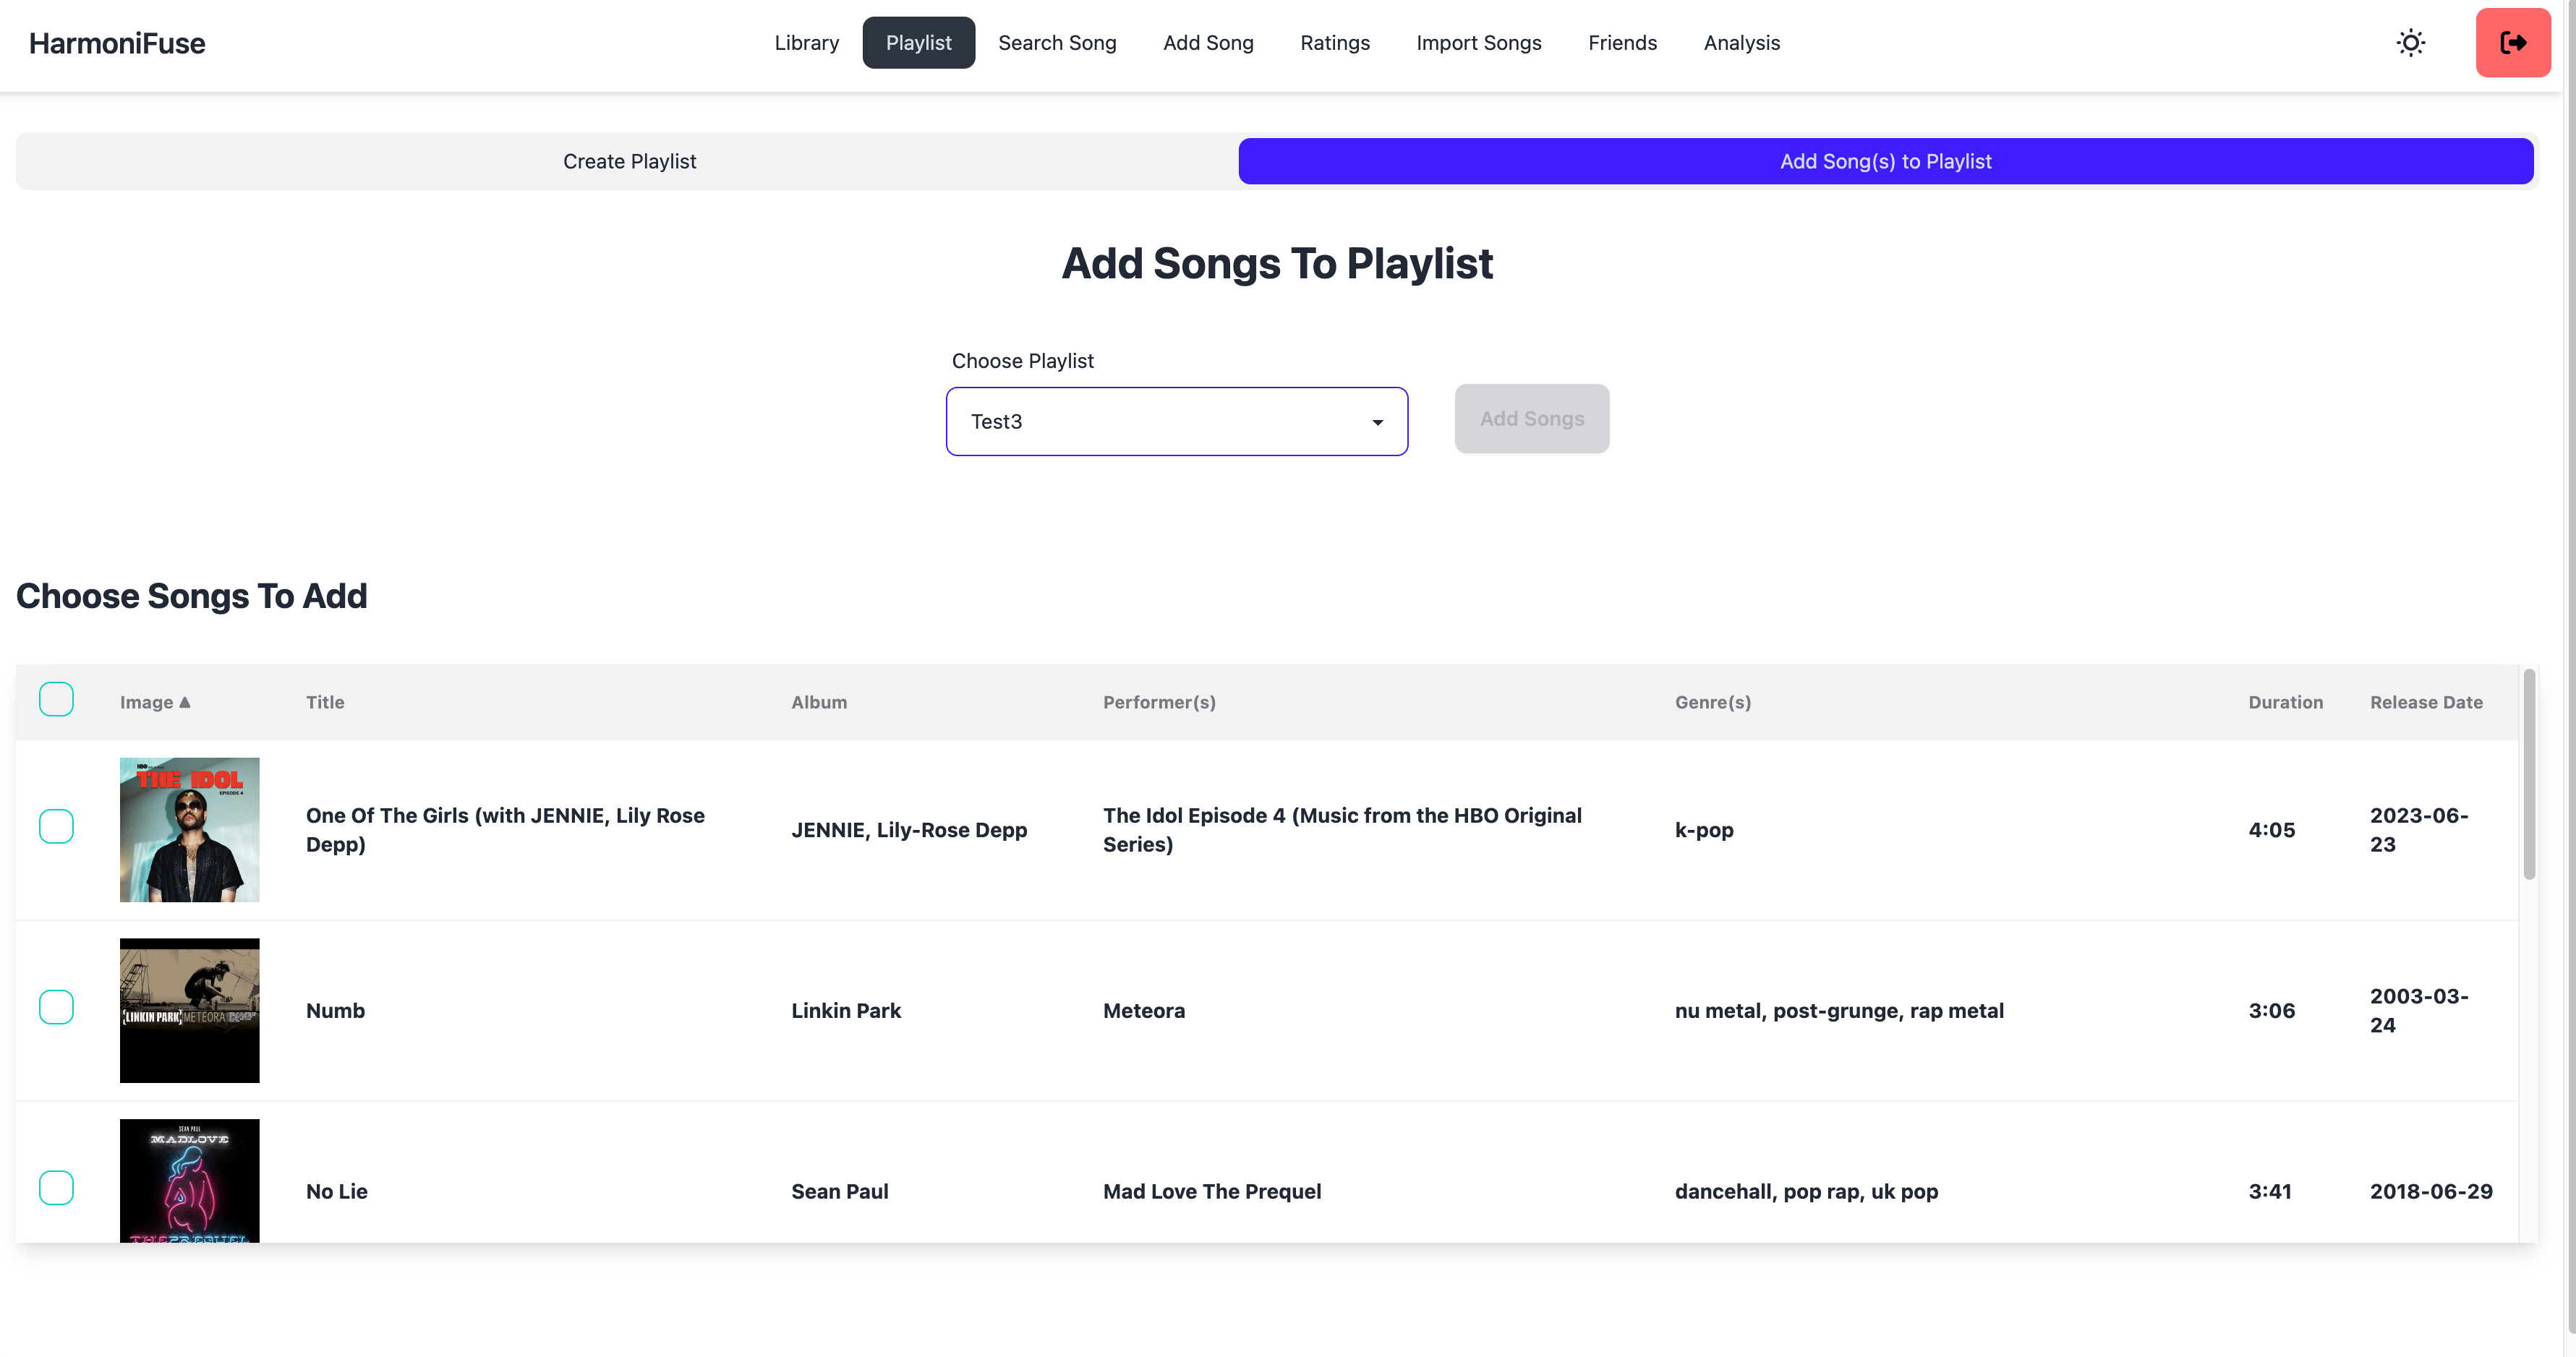 HarmoniFuse
Library Playlist Search Song Add Song Ratings Import Songs Friends Analysis
Create Playlist Add Song(s) to Playlist
Add Songs To Playlist
Choose Playlist
Test3 Add Songs
Choose Songs To Add
Image ▲ Title Album Performer(s) Genre(s) Duration Release Date
HBO
THE IDOL
EPISODE 4
One Of The Girls (with JENNIE, Lily Rose
Depp)
JENNIE, Lily-Rose Depp
The Idol Episode 4 (Music from the HBO Original
Series)
k-pop
4:05
2023-06-
23
[LINKIN PARK] METEORA
Numb
Linkin Park
Meteora
nu metal, post-grunge, rap metal
3:06
2003-03-
24
SEAN PAUL
MAD LOVE
THE PREQUEL
No Lie
Sean Paul
Mad Love The Prequel
dancehall, pop rap, uk pop
3:41
2018-06-29